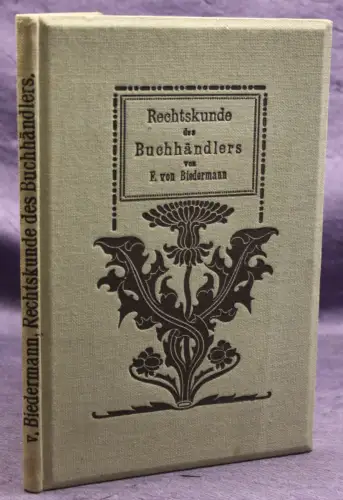 Rechtskunde
des
Buchhändlers
von
F. von Biedermann
v. Biedermann, Rechtskunde des Buchhändlers.